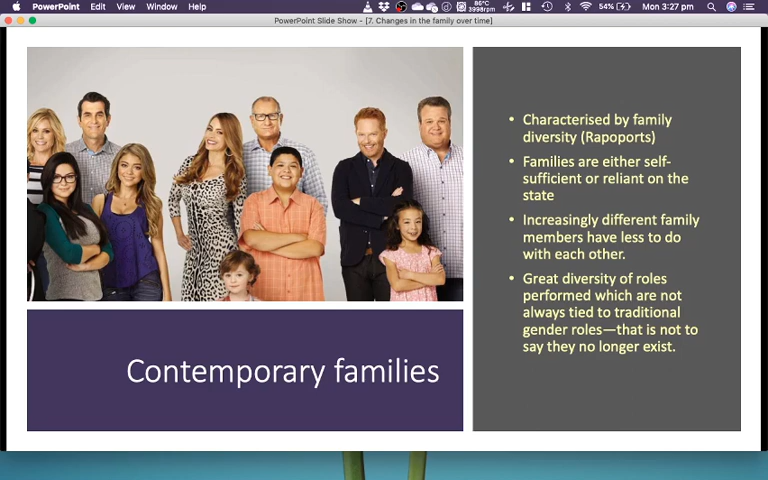 PowerPoint Edit View Window Help 86°C 3998rpm 54% Mon 3:27 pm
PowerPoint Slide Show - [7. Changes in the family over time]
Contemporary families
• Characterised by family
diversity (Rapoports)
• Families are either self-
sufficient or reliant on the
state
• Increasingly different family
members have less to do
with each other.
• Great diversity of roles
performed which are not
always tied to traditional
gender roles—that is not to
say they no longer exist.